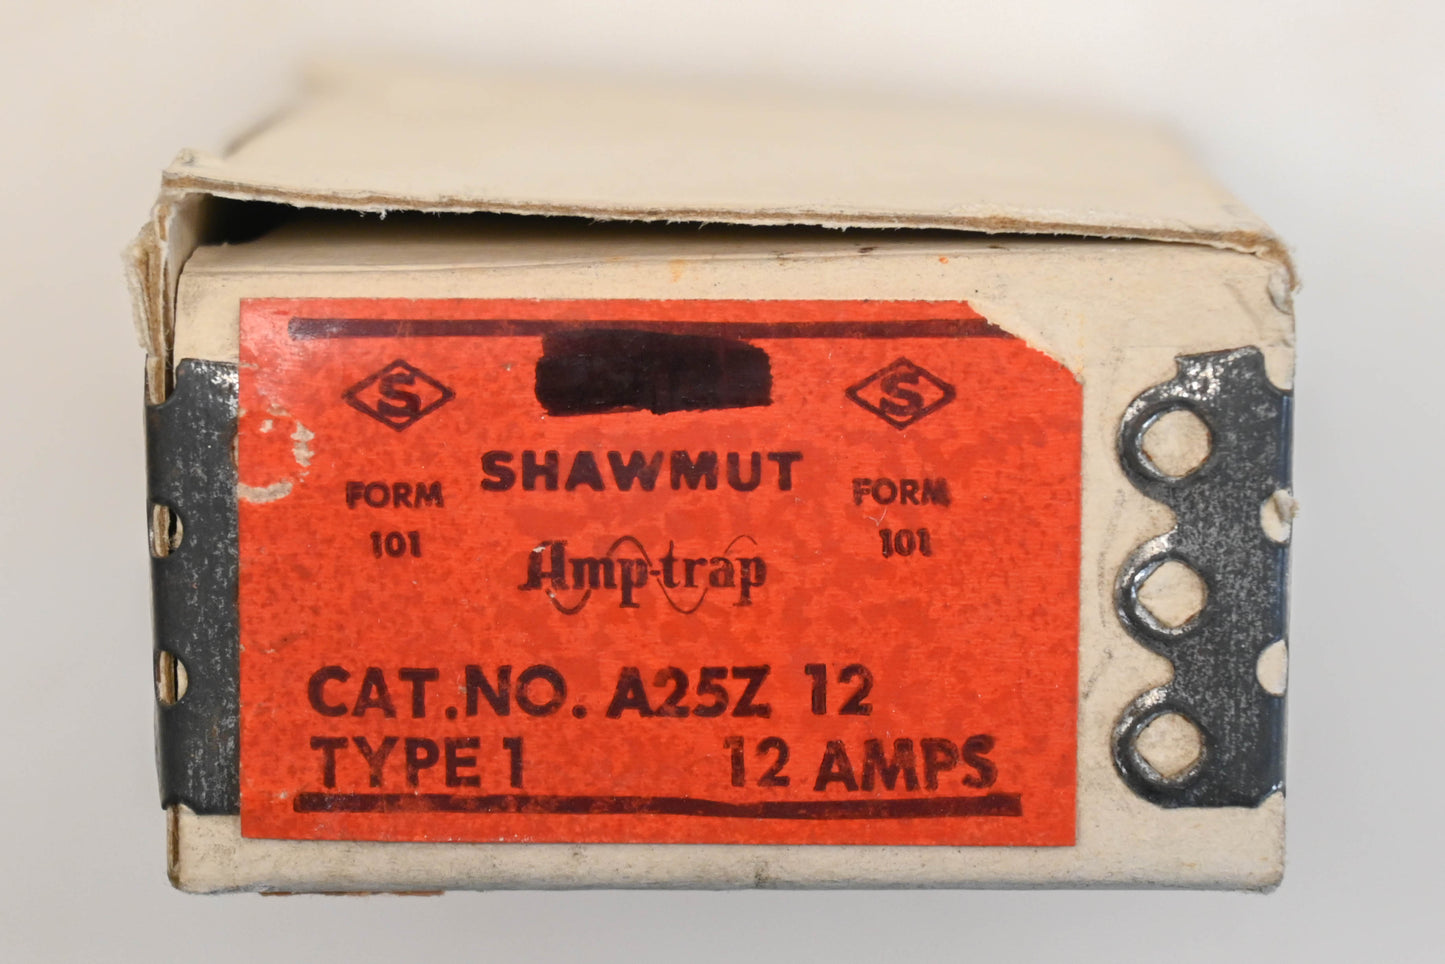 S S
SHAWMUT
FORM FORM
101 101
Amp-trap
CAT.NO. A25Z 12
TYPE 1 12 AMPS